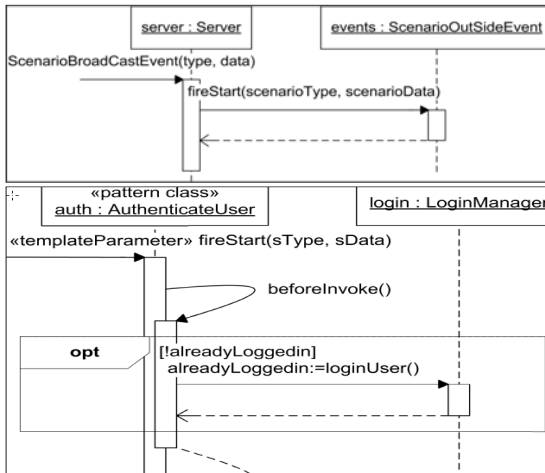 server : Server
events : ScenarioOutSideEvent
ScenarioBroadCastEvent(type, data)
fireStart(scenarioType, scenarioData)
«pattern class»
auth : AuthenticateUser
login : LoginManager
«templateParameter» fireStart(sType, sData)
beforeInvoke()
opt
[!alreadyLoggedin]
alreadyLoggedin:=loginUser()